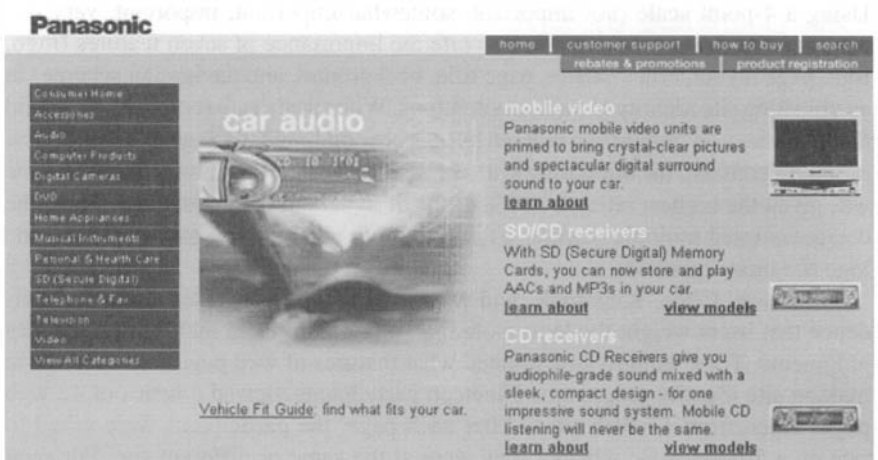 Panasonic
home
customer support
how to buy
search
rebates & promotions
product registration
Consumer Home
Accessories
Audio
Computer Products
Digital Cameras
DVD
Home Appliances
Musical Instruments
Personal & Health Care
SD (Secure Digital)
Telephone & Fax
Television
Video
View All Categories
car audio
Vehicle Fit Guide: find what fits your car.
mobile video
Panasonic mobile video units are
primed to bring crystal-clear pictures
and spectacular digital surround
sound to your car.
learn about
SD/CD receivers
With SD (Secure Digital) Memory
Cards, you can now store and play
AACs and MP3s in your car.
learn about view models
CD receivers
Panasonic CD Receivers give you
audiophile-grade sound mixed with a
sleek, compact design - for one
impressive sound system. Mobile CD
listening will never be the same.
learn about view models